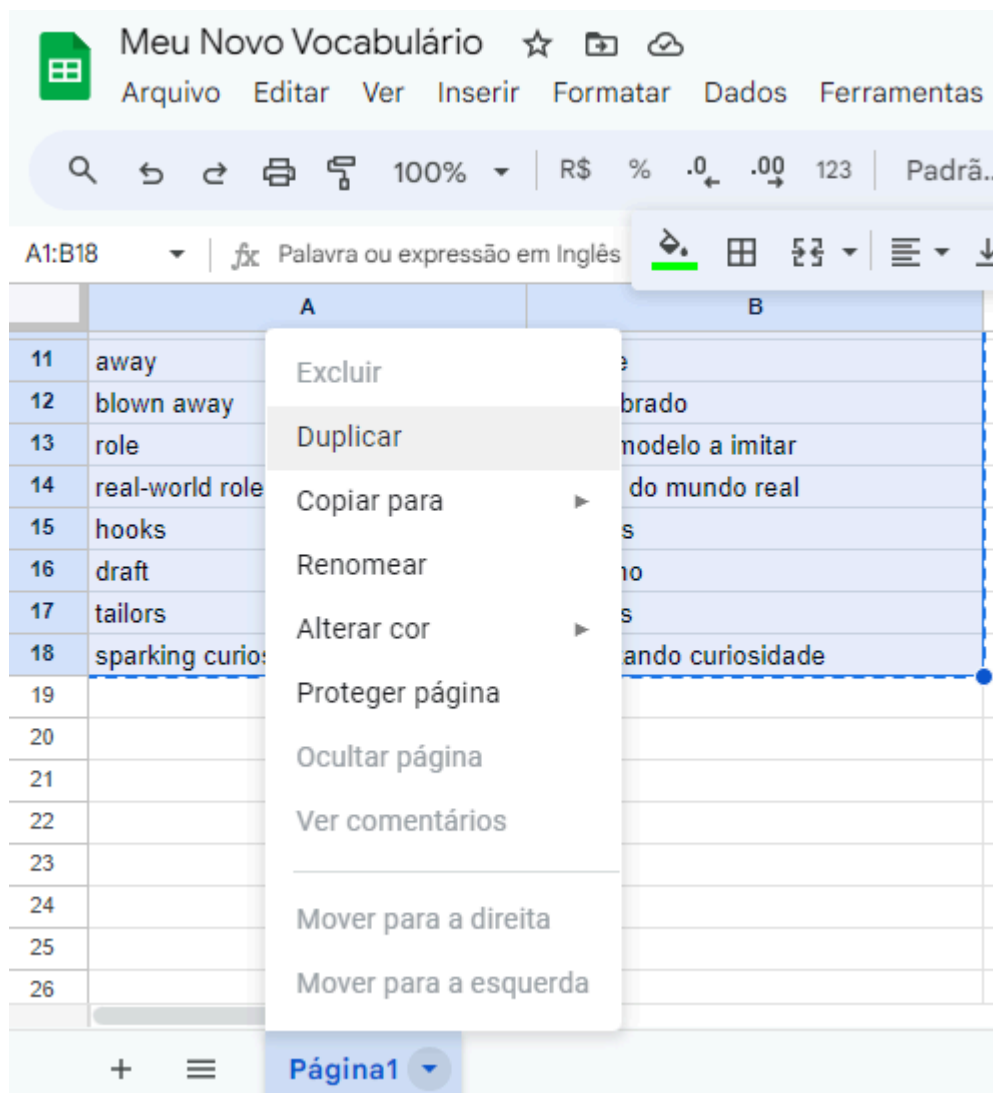 Meu Novo Vocabulário
Arquivo Editar Ver Inserir Formatar Dados Ferramentas
100% R$ % .0 .00 123 Padrã...
A1:B18 fx Palavra ou expressão em Inglês
A B
11 away
12 blown away brado
13 role modelo a imitar
14 real-world role do mundo real
15 hooks s
16 draft no
17 tailors s
18 sparking curios ando curiosidade
19
20
21
22
23
24
25
26
Excluir
Duplicar
Copiar para
Renomear
Alterar cor
Proteger página
Ocultar página
Ver comentários
Mover para a direita
Mover para a esquerda
+ Página1